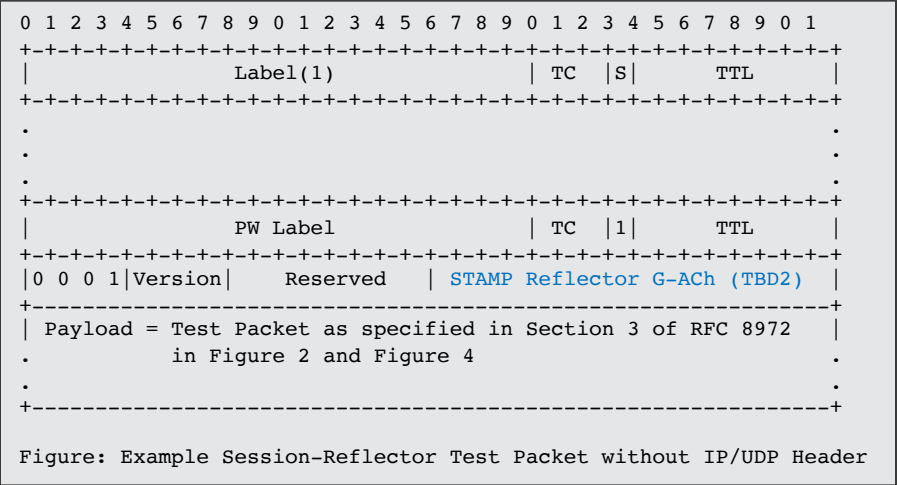 0 1 2 3 4 5 6 7 8 9 0 1 2 3 4 5 6 7 8 9 0 1 2 3 4 5 6 7 8 9 0 1
+-+-+-+-+-+-+-+-+-+-+-+-+-+-+-+-+-+-+-+-+-+-+-+-+-+-+-+-+-+-+-+-+
|                Label(1)               | TC  |S|      TTL      |
+-+-+-+-+-+-+-+-+-+-+-+-+-+-+-+-+-+-+-+-+-+-+-+-+-+-+-+-+-+-+-+-+
.                                                               .
.                                                               .
.                                                               .
+-+-+-+-+-+-+-+-+-+-+-+-+-+-+-+-+-+-+-+-+-+-+-+-+-+-+-+-+-+-+-+-+
|                PW Label               | TC  |1|      TTL      |
+-+-+-+-+-+-+-+-+-+-+-+-+-+-+-+-+-+-+-+-+-+-+-+-+-+-+-+-+-+-+-+-+
|0 0 0 1|Version|    Reserved   | STAMP Reflector G-ACh (TBD2)  |
+---------------------------------------------------------------+
| Payload = Test Packet as specified in Section 3 of RFC 8972   |
.           in Figure 2 and Figure 4                            .
.                                                               .
+---------------------------------------------------------------+
Figure: Example Session-Reflector Test Packet without IP/UDP Header